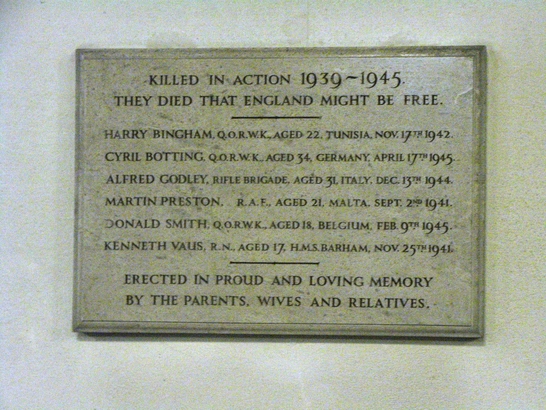 KILLED IN ACTION 1939~1945.
THEY DIED THAT ENGLAND MIGHT BE FREE.
HARRY BINGHAM, Q.O.R.W.K., AGED 22, TUNISIA, NOV. 17TH 1942.
CYRIL BOTTING, Q.O.R.W.K., AGED 34, GERMANY, APRIL 17TH 1945.
ALFRED GODLEY, RIFLE BRIGADE, AGED 31, ITALY, DEC. 13TH 1944.
MARTIN PRESTON, R.A.F., AGED 21, MALTA, SEPT. 2ND 1941.
DONALD SMITH, Q.O.R.W.K., AGED 18, BELGIUM, FEB. 9TH 1945.
KENNETH VAUS, R.N., AGED 17, H.M.S. BARHAM, NOV. 25TH 1941.
ERECTED IN PROUD AND LOVING MEMORY
BY THE PARENTS, WIVES AND RELATIVES.